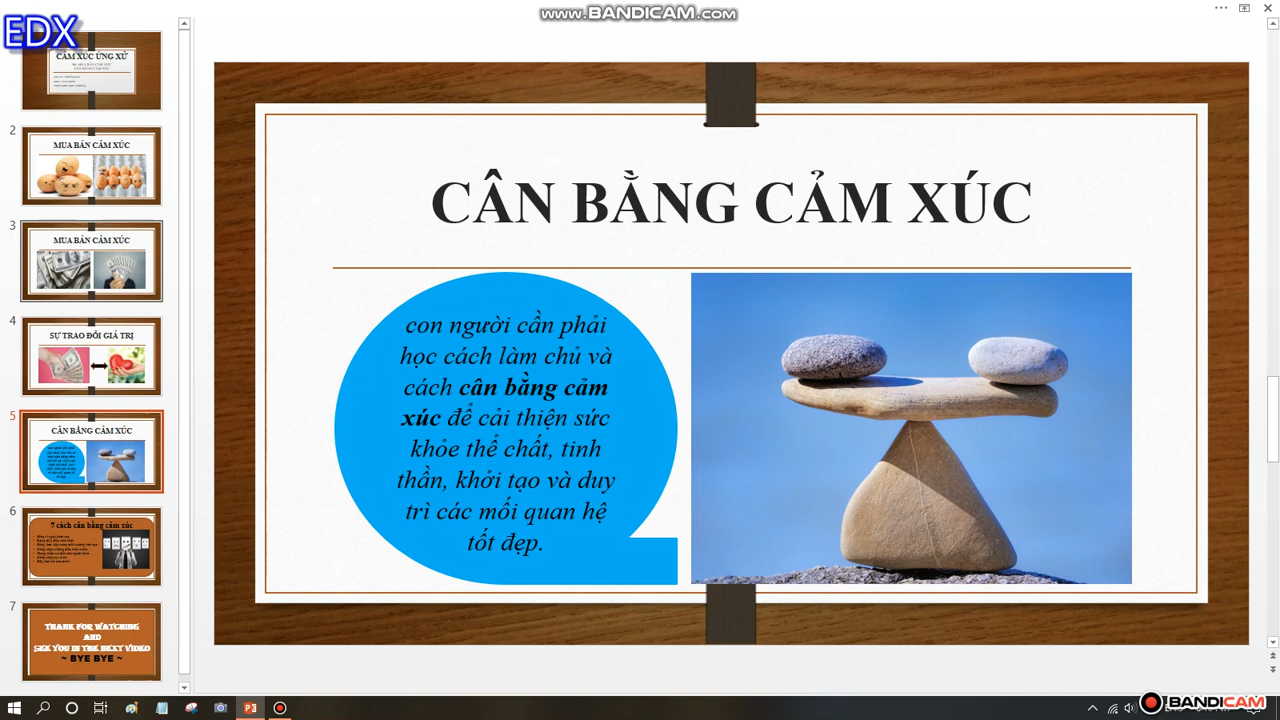 www.BANDICAM.com
EDX
CẢM XÚC ỨNG XỬ
2
MUA BÁN CẢM XÚC
3
MUA BÁN CẢM XÚC
4
SỰ TRAO ĐỔI GIÁ TRỊ
5
CÂN BẰNG CẢM XÚC
6
7 cách cân bằng cảm xúc
7
THANK FOR WATCHING
AND
SEE YOU IN THE NEXT VIDEO
~ BYE BYE ~
CÂN BẰNG CẢM XÚC
con người cần phải
học cách làm chủ và
cách cân bằng cảm
xúc để cải thiện sức
khỏe thể chất, tinh
thần, khởi tạo và duy
trì các mối quan hệ
tốt đẹp.
BANDICAM